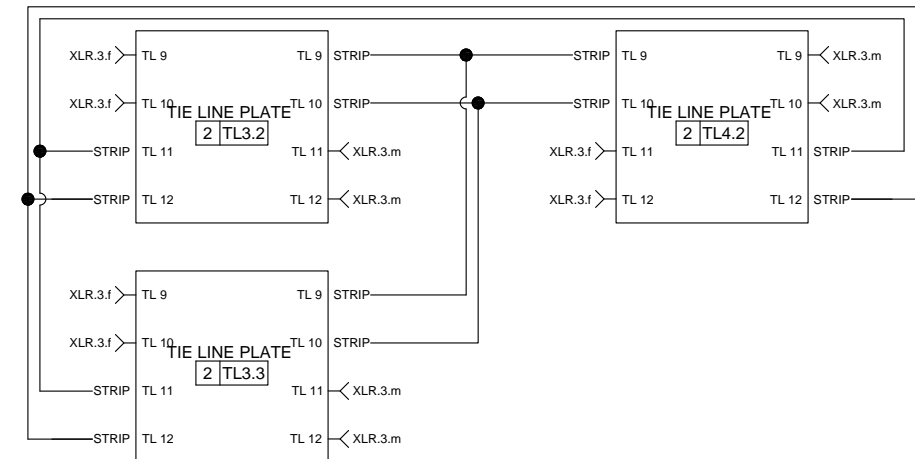 XLR.3.f TL 9 TL 9 STRIP STRIP TL 9 TL 9 XLR.3.m
XLR.3.f TL 10 TL 10 STRIP STRIP TL 10 TL 10 XLR.3.m
TIE LINE PLATE TIE LINE PLATE
2 TL3.2 2 TL4.2
STRIP TL 11 TL 11 XLR.3.m XLR.3.f TL 11 TL 11 STRIP
STRIP TL 12 TL 12 XLR.3.m XLR.3.f TL 12 TL 12 STRIP
XLR.3.f TL 9 TL 9 STRIP
XLR.3.f TL 10 TL 10 STRIP
TIE LINE PLATE
2 TL3.3
STRIP TL 11 TL 11 XLR.3.m
STRIP TL 12 TL 12 XLR.3.m